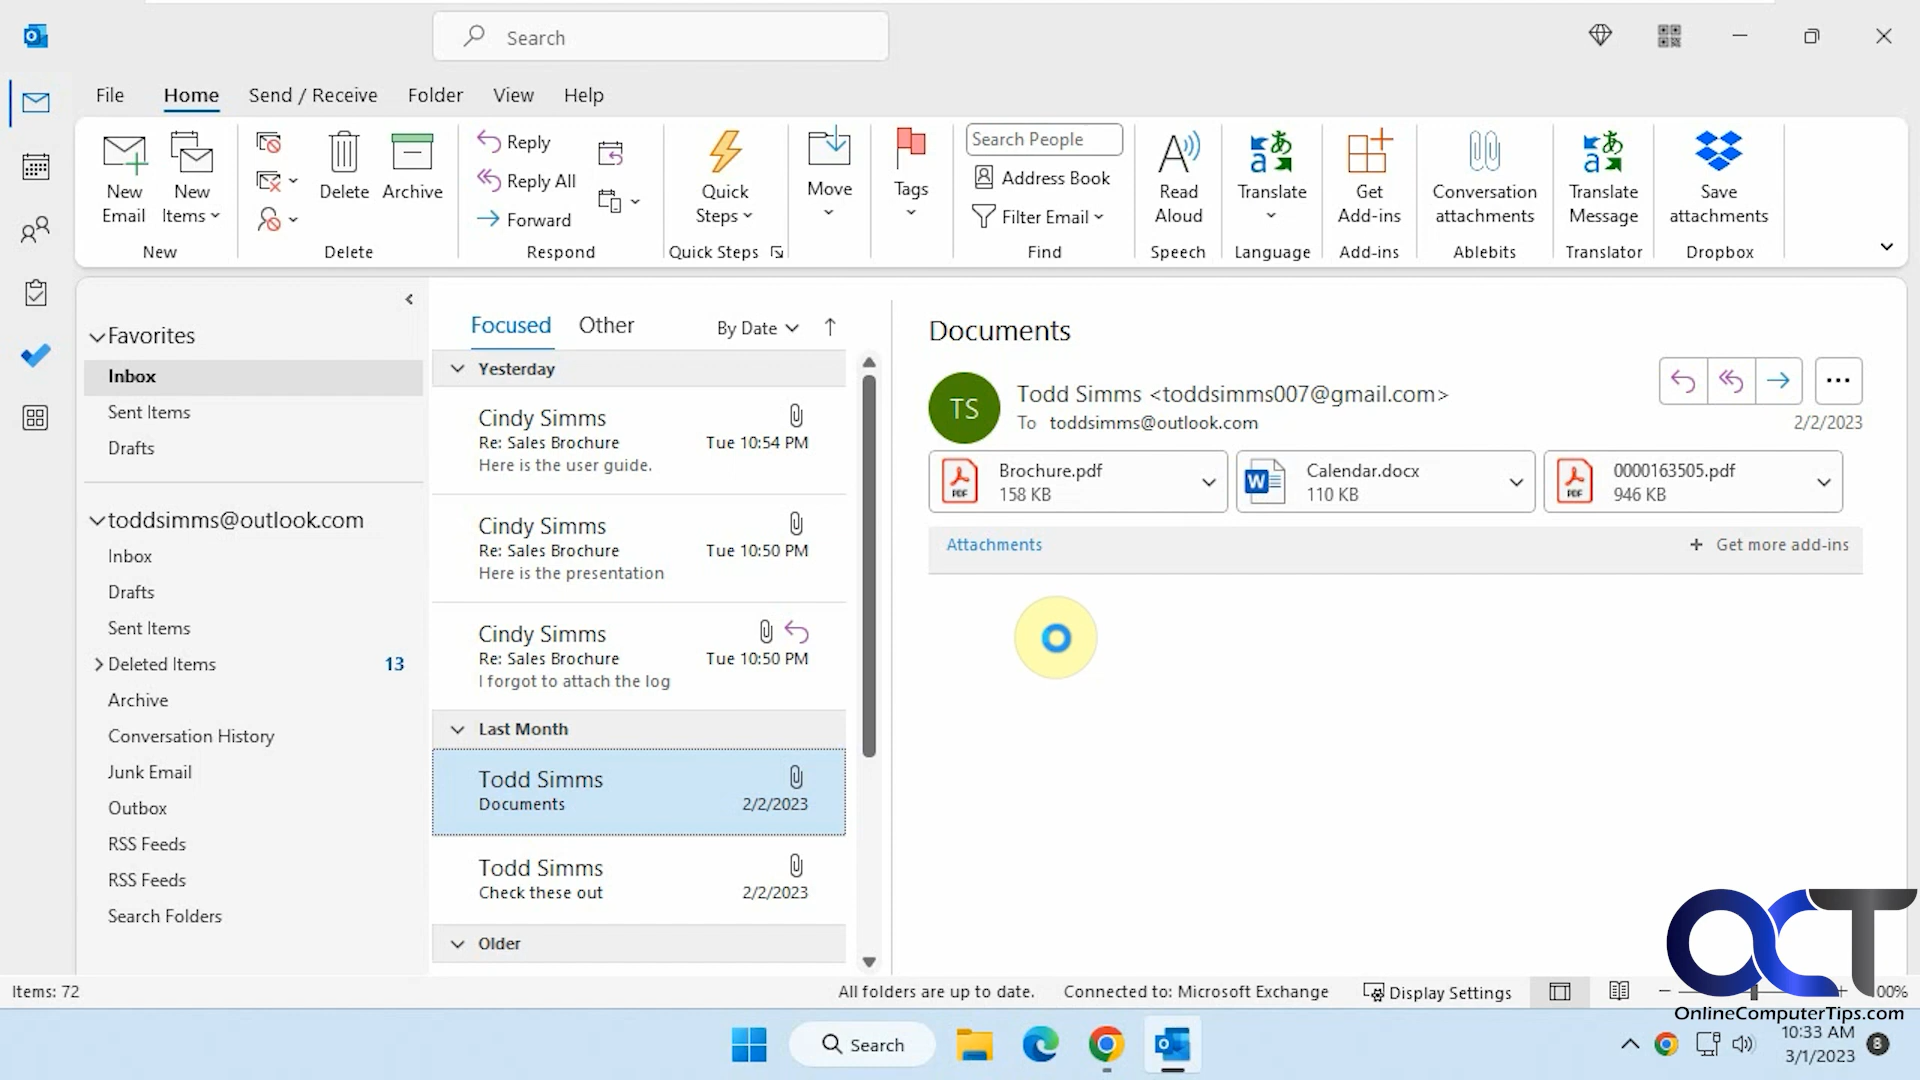 Search
File Home Send / Receive Folder View Help
New Email
New Items
New
Delete
Archive
Delete
Reply
Reply All
Forward
Respond
Quick Steps
Quick Steps
Move
Tags
Search People
Address Book
Filter Email
Find
Read Aloud
Speech
Translate
Language
Get Add-ins
Add-ins
Conversation attachments
Ablebits
Translate Message
Translator
Save attachments
Dropbox
Favorites
Inbox
Sent Items
Drafts
toddsimms@outlook.com
Inbox
Drafts
Sent Items
Deleted Items 13
Archive
Conversation History
Junk Email
Outbox
RSS Feeds
RSS Feeds
Search Folders
Focused Other By Date
Yesterday
Cindy Simms
Re: Sales Brochure Tue 10:54 PM
Here is the user guide.
Cindy Simms
Re: Sales Brochure Tue 10:50 PM
Here is the presentation
Cindy Simms
Re: Sales Brochure Tue 10:50 PM
I forgot to attach the log
Last Month
Todd Simms
Documents 2/2/2023
Todd Simms
Check these out 2/2/2023
Older
Documents
TS
Todd Simms <toddsimms007@gmail.com>
To toddsimms@outlook.com 2/2/2023
PDF Brochure.pdf
158 KB
W Calendar.docx
110 KB
PDF 0000163505.pdf
946 KB
Attachments + Get more add-ins
Items: 72 All folders are up to date. Connected to: Microsoft Exchange Display Settings 00%
OCT
OnlineComputerTips.com
Search
10:33 AM
3/1/2023
8